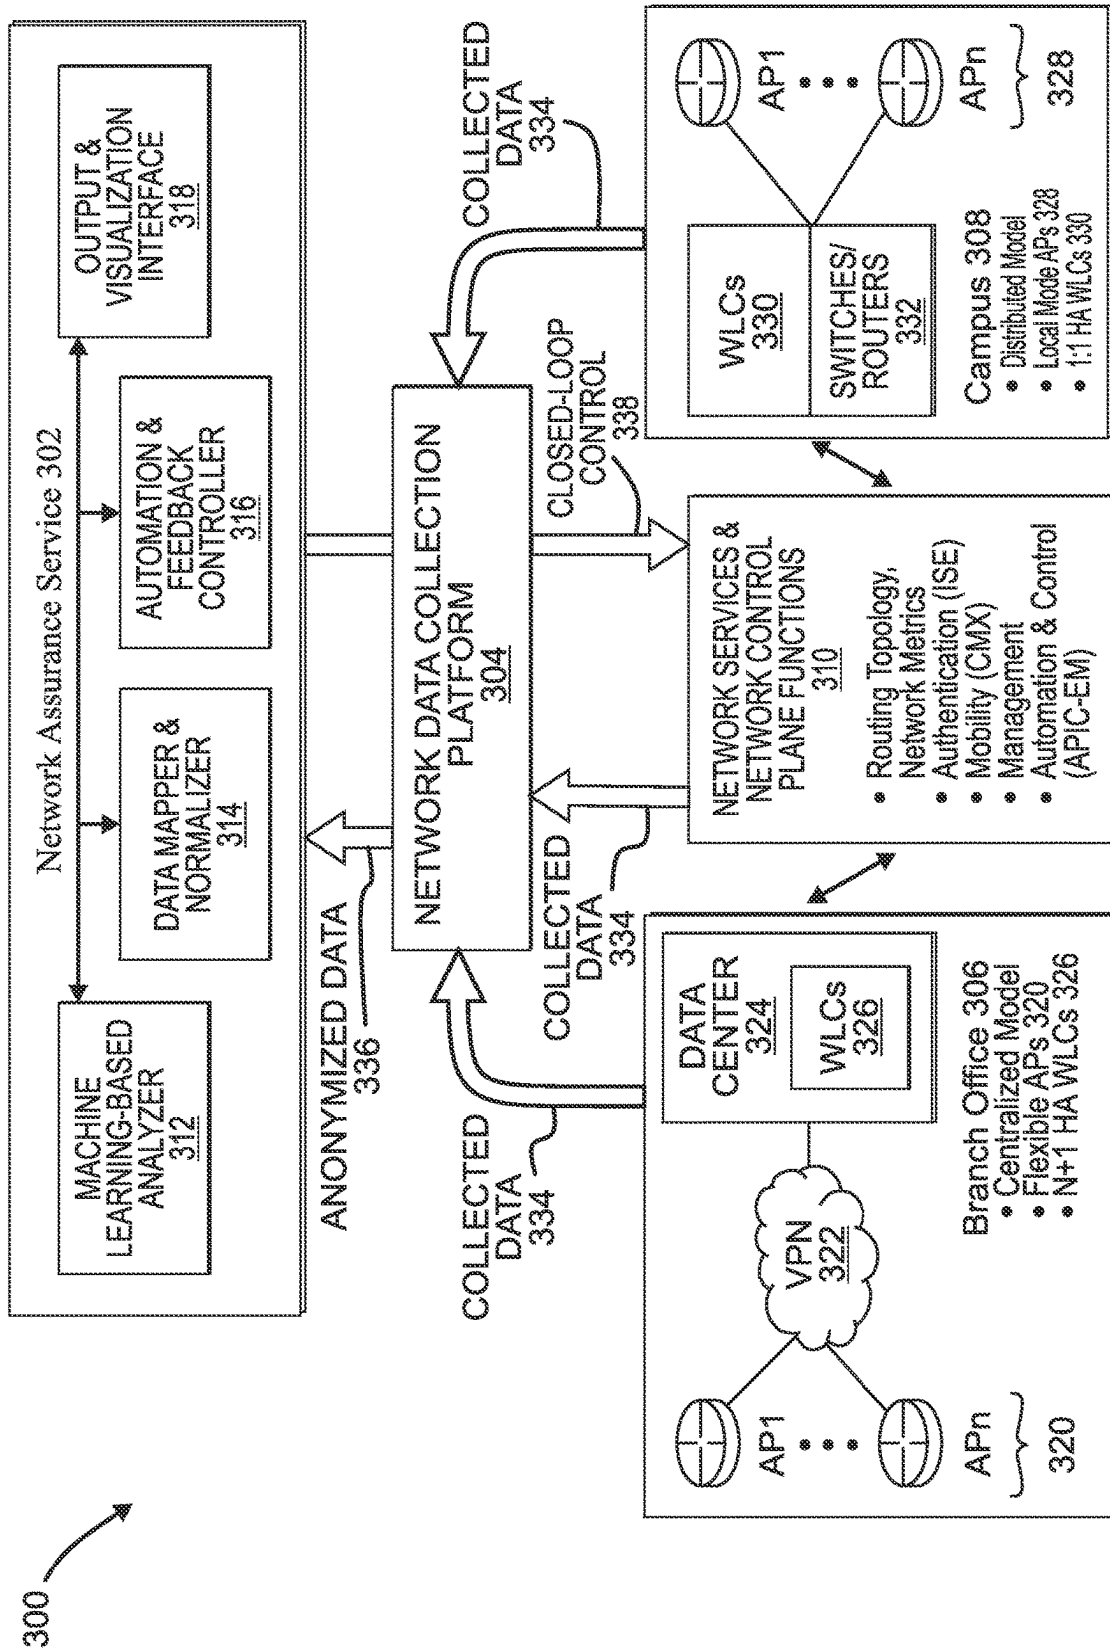 300
Network Assurance Service 302
MACHINE
LEARNING-BASED
ANALYZER
312
DATA MAPPER &
NORMALIZER
314
AUTOMATION &
FEEDBACK
CONTROLLER
316
OUTPUT &
VISUALIZATION
INTERFACE
318
ANONYMIZED DATA
336
COLLECTED
DATA
334
NETWORK DATA COLLECTION
PLATFORM
304
COLLECTED
DATA
334
COLLECTED
DATA
334
CLOSED-LOOP
CONTROL
338
AP1
APn
320
VPN
322
DATA
CENTER
324
WLCs
326
Branch Office 306
• Centralized Model
• Flexible APs 320
• N+1 HA WLCs 326
NETWORK SERVICES &
NETWORK CONTROL
PLANE FUNCTIONS
310
• Routing Topology,
Network Metrics
• Authentication (ISE)
• Mobility (CMX)
• Management
• Automation & Control
(APIC-EM)
WLCs
330
SWITCHES/
ROUTERS
332
AP1
APn
328
Campus 308
• Distributed Model
• Local Mode APs 328
• 1:1 HA WLCs 330